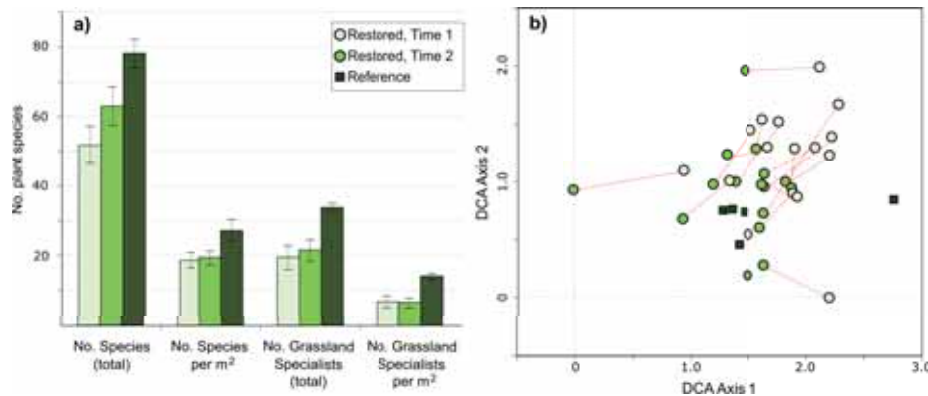 a)
Restored, Time 1
Restored, Time 2
Reference
No. plant species
80
60
40
20
No. Species
(total)
No. Species
per m²
No. Grassland
Specialists
(total)
No. Grassland
Specialists
per m²
b)
DCA Axis 2
2.0
1.0
0
0
1.0
2.0
3.0
DCA Axis 1